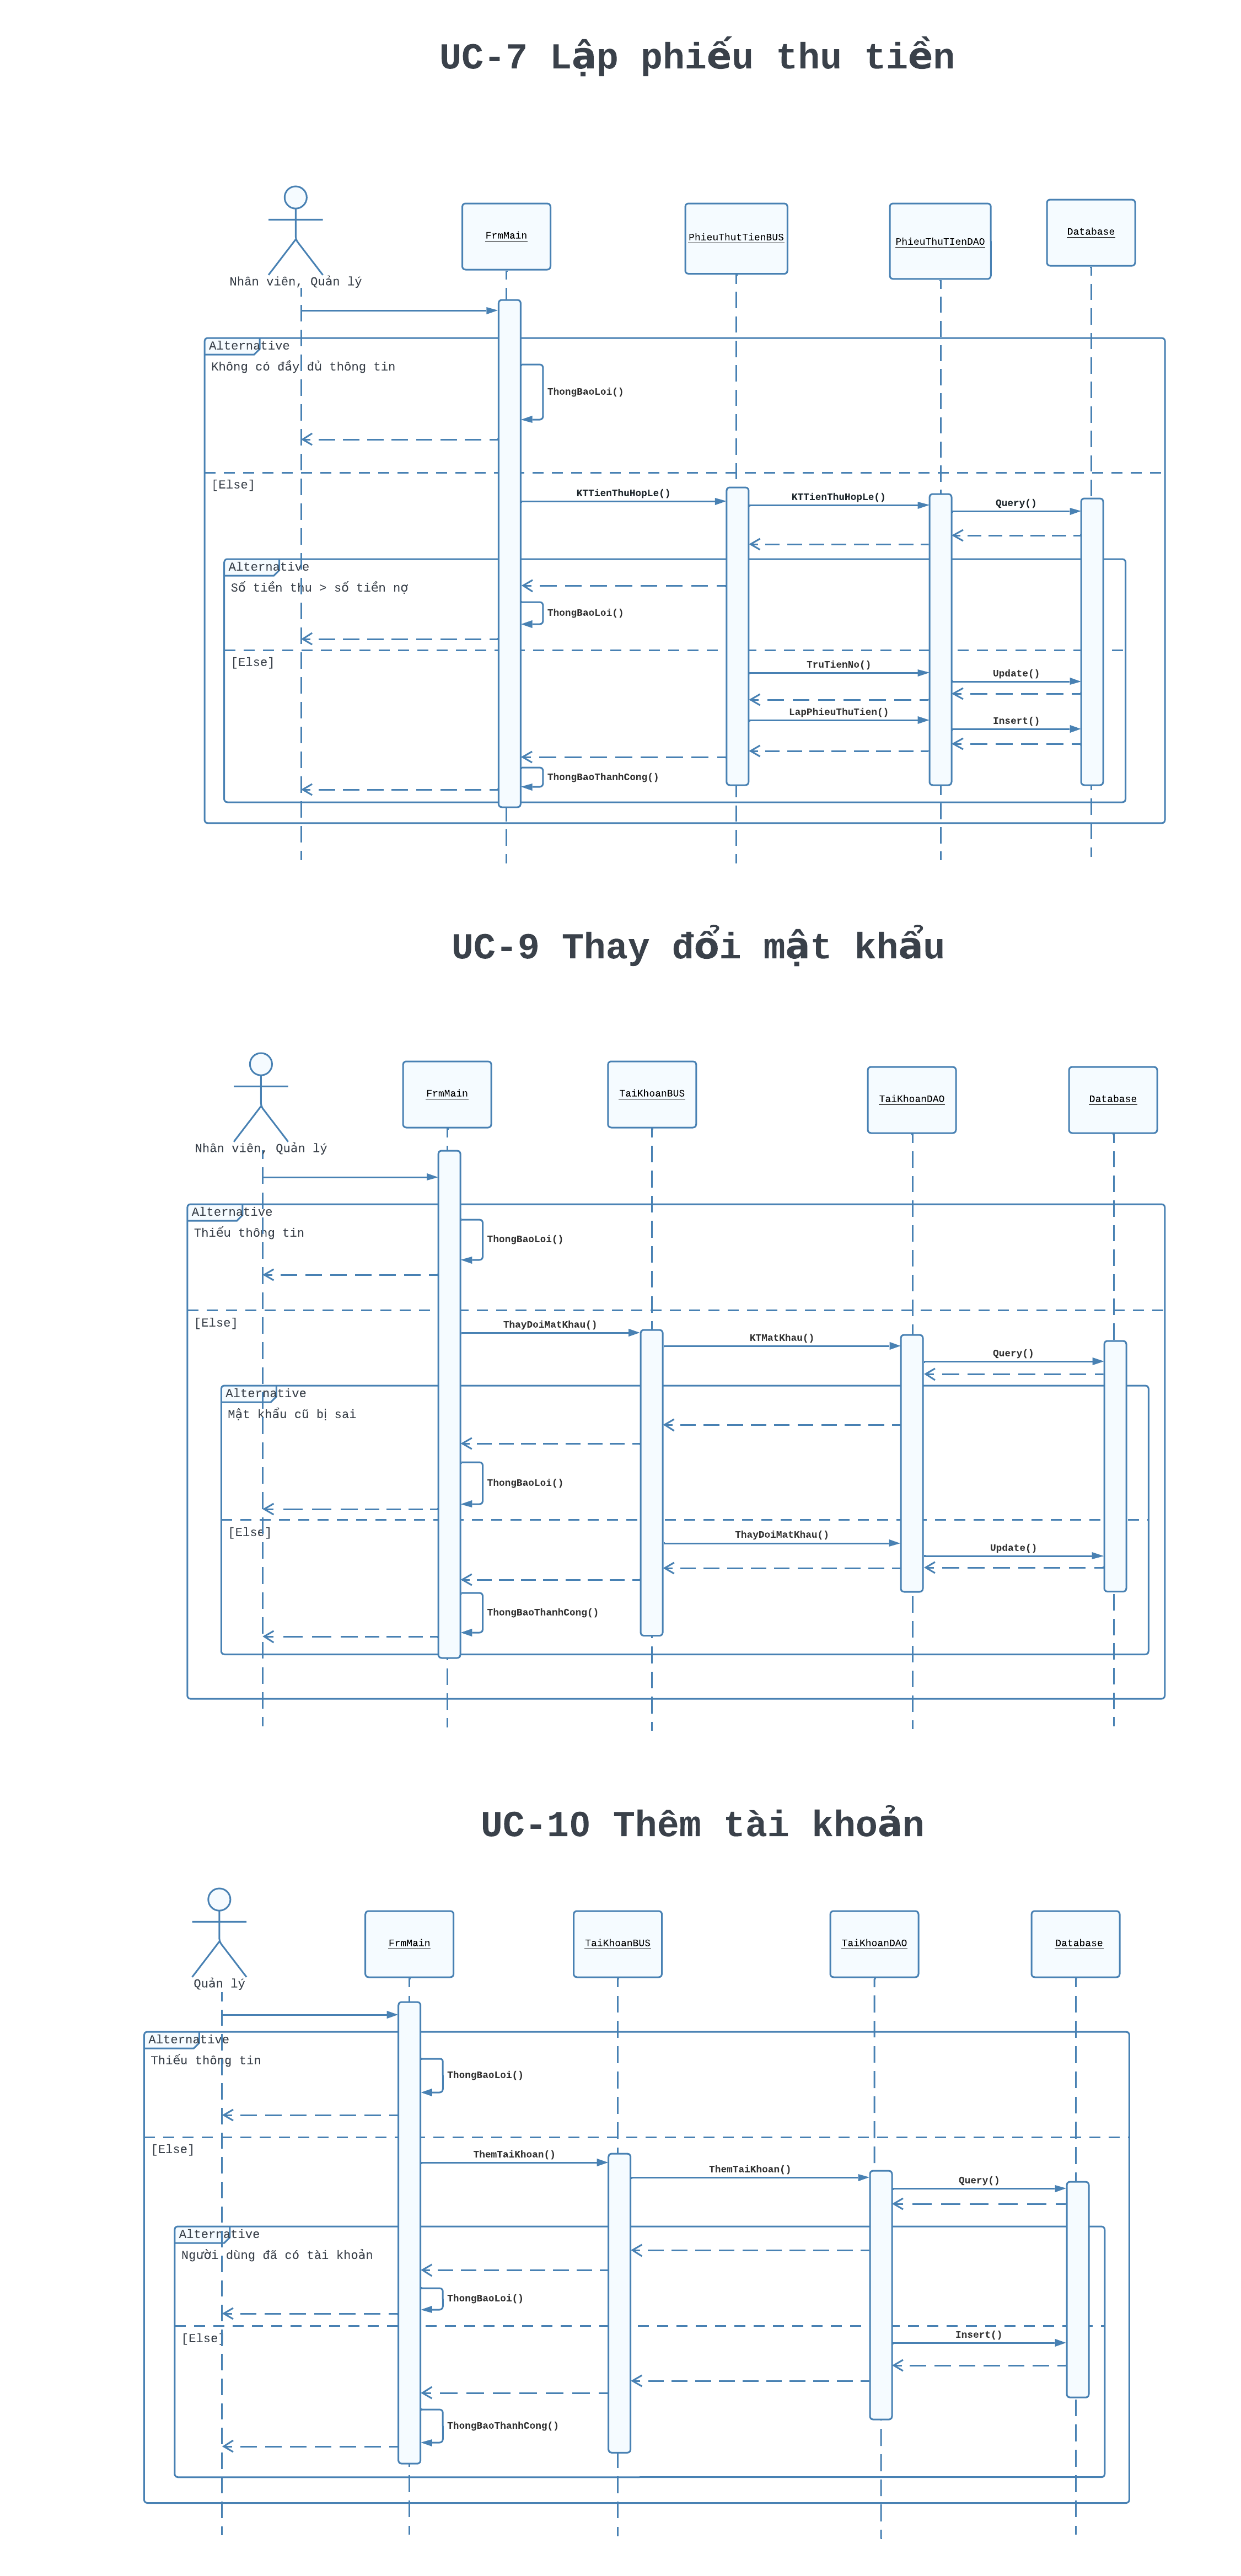 UC-7 Lập phiếu thu tiền
Nhân viên, Quản lý
FrmMain
PhieuThutTienBUS
PhieuThuTIenDAO
Database
Alternative
Không có đầy đủ thông tin
ThongBaoLoi()
[Else]
KTTienThuHopLe()
KTTienThuHopLe()
Query()
Alternative
Số tiền thu > số tiền nợ
ThongBaoLoi()
[Else]
TruTienNo()
Update()
LapPhieuThuTien()
Insert()
ThongBaoThanhCong()
UC-9 Thay đổi mật khẩu
Nhân viên, Quản lý
FrmMain
TaiKhoanBUS
TaiKhoanDAO
Database
Alternative
Thiếu thông tin
ThongBaoLoi()
[Else]
ThayDoiMatKhau()
KTMatKhau()
Query()
Alternative
Mật khẩu cũ bị sai
ThongBaoLoi()
[Else]
ThayDoiMatKhau()
Update()
ThongBaoThanhCong()
UC-10 Thêm tài khoản
Quản lý
FrmMain
TaiKhoanBUS
TaiKhoanDAO
Database
Alternative
Thiếu thông tin
ThongBaoLoi()
[Else]
ThemTaiKhoan()
ThemTaiKhoan()
Query()
Alternative
Người dùng đã có tài khoản
ThongBaoLoi()
[Else]
Insert()
ThongBaoThanhCong()